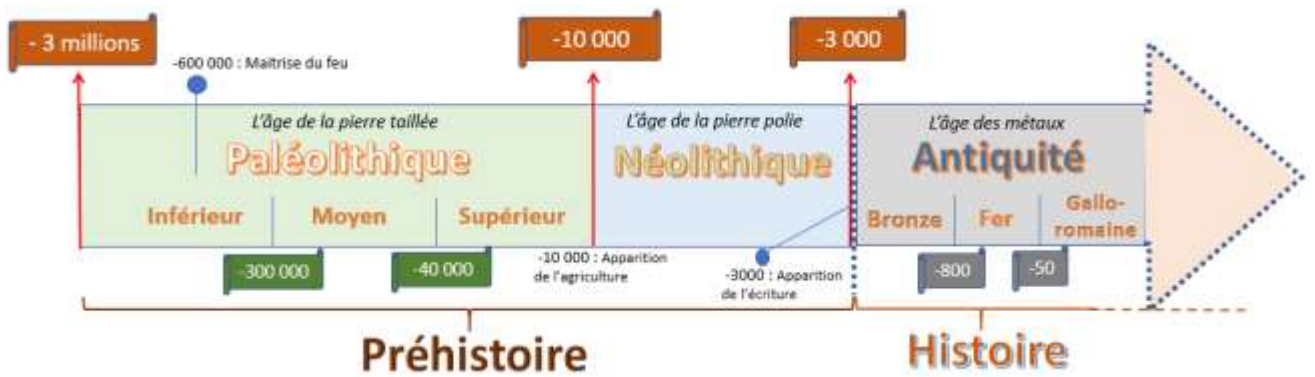 - 3 millions
-10 000
-3 000
-600 000 : Maitrise du feu
L'âge de la pierre taillée
L'âge de la pierre polie
L'âge des métaux
Paléolithique
Néolithique
Antiquité
Inférieur
Moyen
Supérieur
Bronze
Fer
Gallo-
romaine
-300 000
-40 000
-10 000 : Apparition
de l'agriculture
-3000 : Apparition
de l'écriture
-800
-50
Préhistoire
Histoire